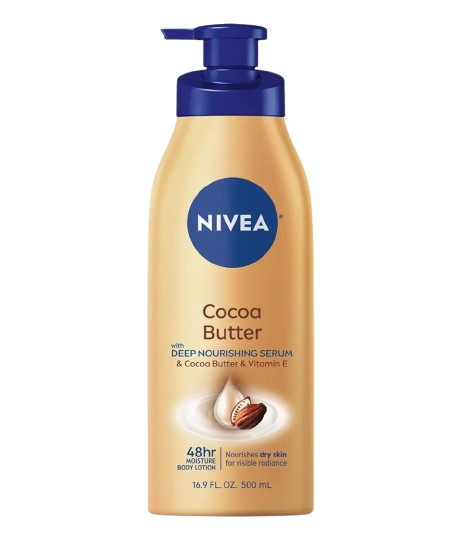 NIVEA®
Cocoa
Butter
with
DEEP NOURISHING SERUM
& Cocoa Butter & Vitamin E
48hr
MOISTURE
BODY LOTION
Nourishes dry skin
for visible radiance
16.9 FL. OZ. 500 mL